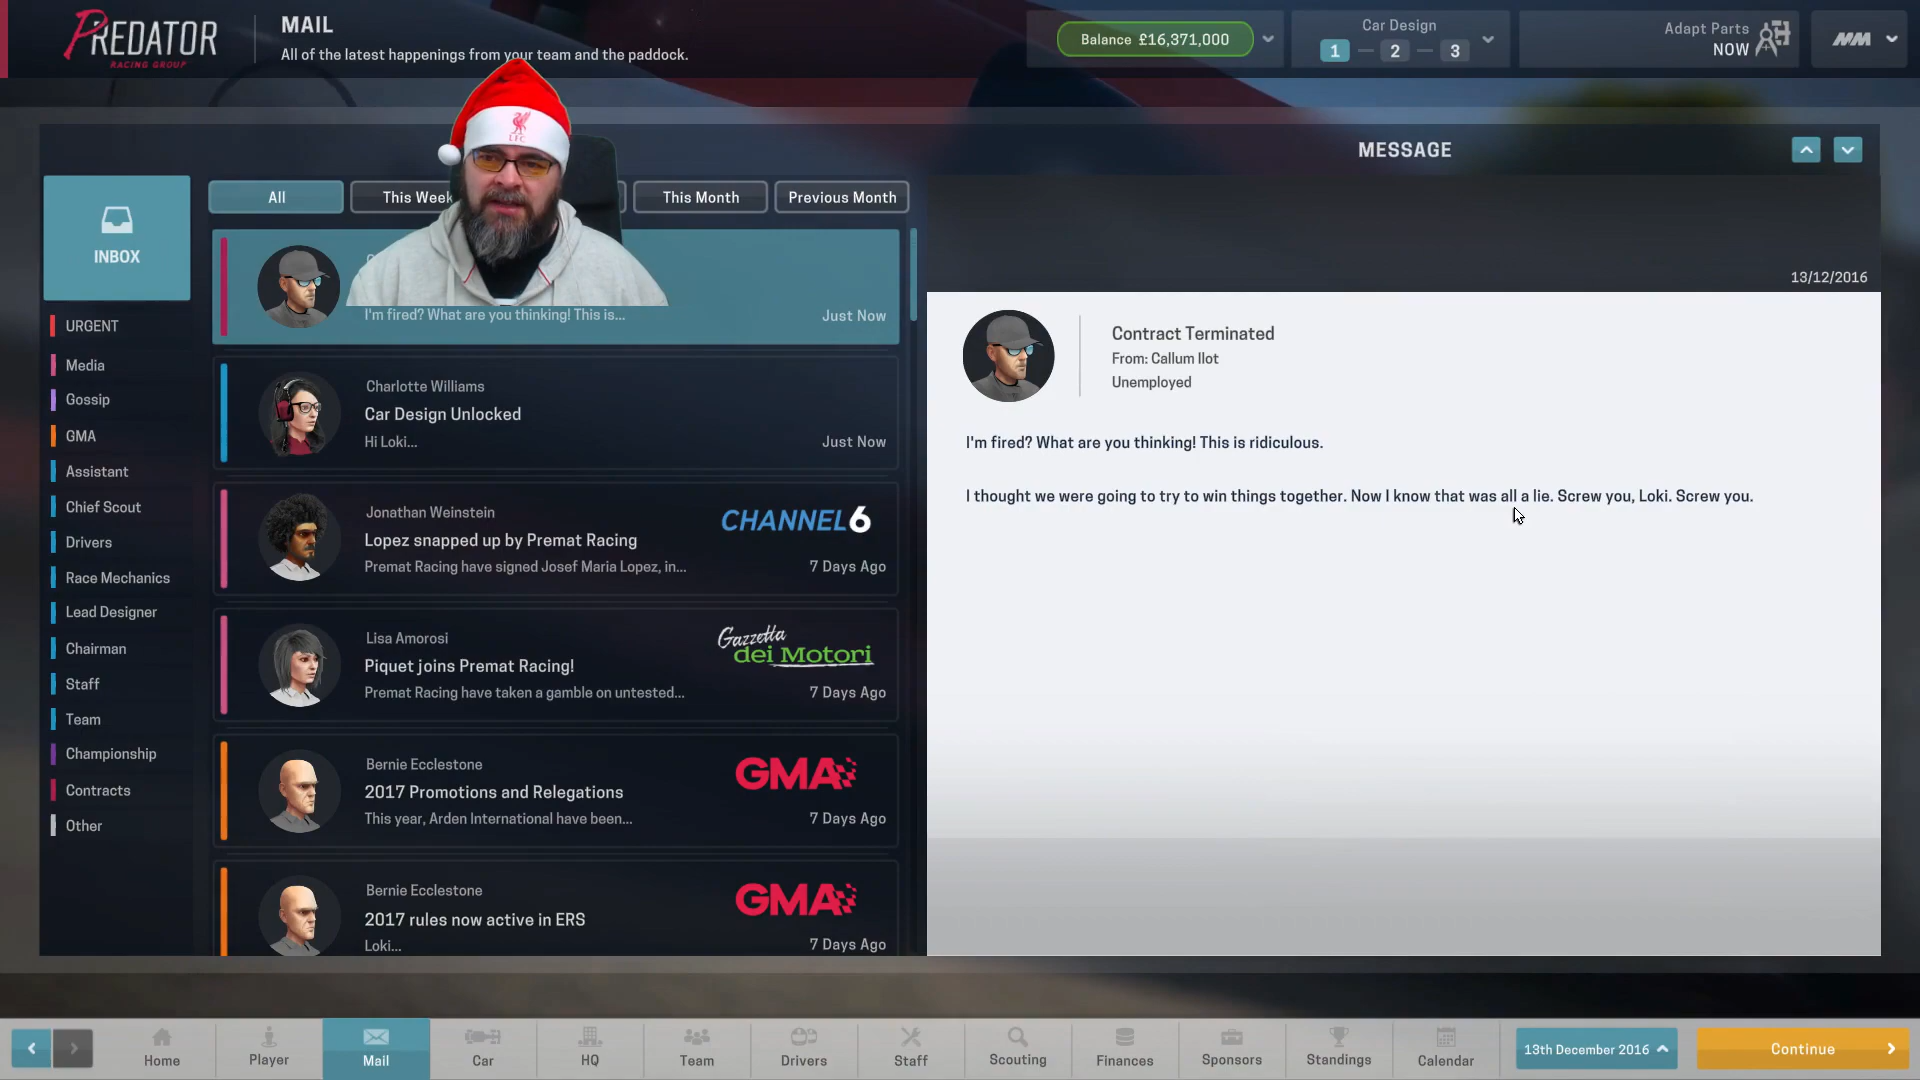 PREDATOR
RACING GROUP
MAIL
All of the latest happenings from your team and the paddock.
Balance £16,371,000
Car Design
1 2 3
Adapt Parts
NOW
MESSAGE
INBOX
All
This Week
This Month
Previous Month
URGENT
Media
Gossip
GMA
Assistant
Chief Scout
Drivers
Race Mechanics
Lead Designer
Chairman
Staff
Team
Championship
Contracts
Other
LFC
I'm fired? What are you thinking! This is...
Just Now
Charlotte Williams
Car Design Unlocked
Hi Loki...
Just Now
Jonathan Weinstein
CHANNEL6
Lopez snapped up by Premat Racing
Premat Racing have signed Josef Maria Lopez, in...
7 Days Ago
Lisa Amorosi
Gazzetta
dei Motori
Piquet joins Premat Racing!
Premat Racing have taken a gamble on untested...
7 Days Ago
Bernie Ecclestone
GMA
2017 Promotions and Relegations
This year, Arden International have been...
7 Days Ago
Bernie Ecclestone
GMA
2017 rules now active in ERS
Loki...
7 Days Ago
13/12/2016
Contract Terminated
From: Callum Ilot
Unemployed
I'm fired? What are you thinking! This is ridiculous.
I thought we were going to try to win things together. Now I know that was all a lie. Screw you, Loki. Screw you.
Home
Player
Mail
Car
HQ
Team
Drivers
Staff
Scouting
Finances
Sponsors
Standings
Calendar
13th December 2016
Continue